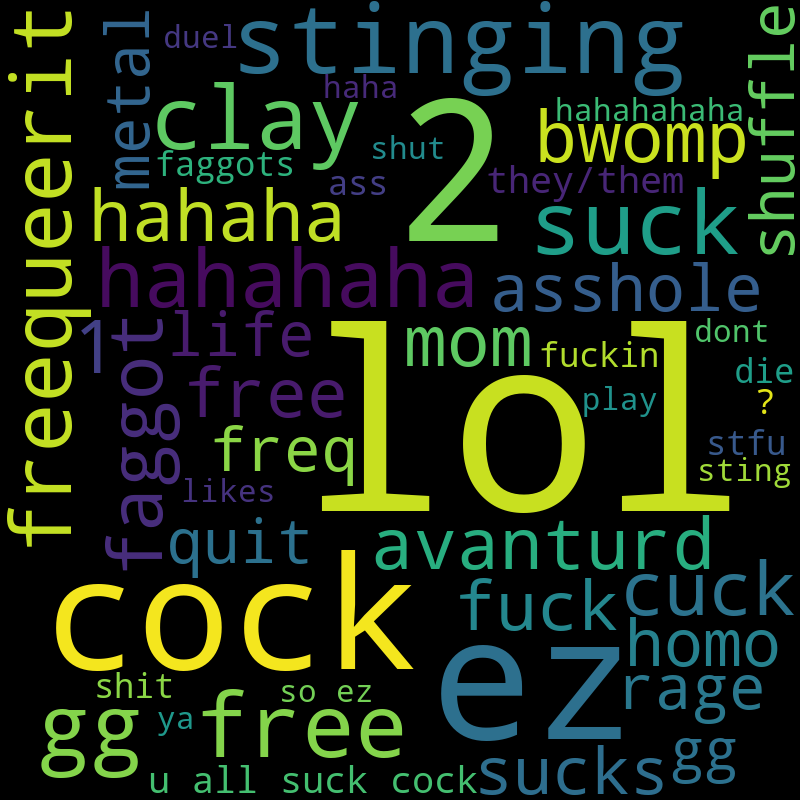 freequeerit
metal
duel
stinging
shuffle
haha
clay
2
hahahahaha
bwomp
faggots
shut
ass
they/them
hahaha
suck
hahahaha
asshole
1
faggot
life
lol
mom
dont
fuckin
die
free
play
?
freq
stfu
likes
sting
quit
avanturd
cock
fuck
cuck
ez
homo
shit
so ez
rage
gg
ya
free
gg
u all suck cock
sucks